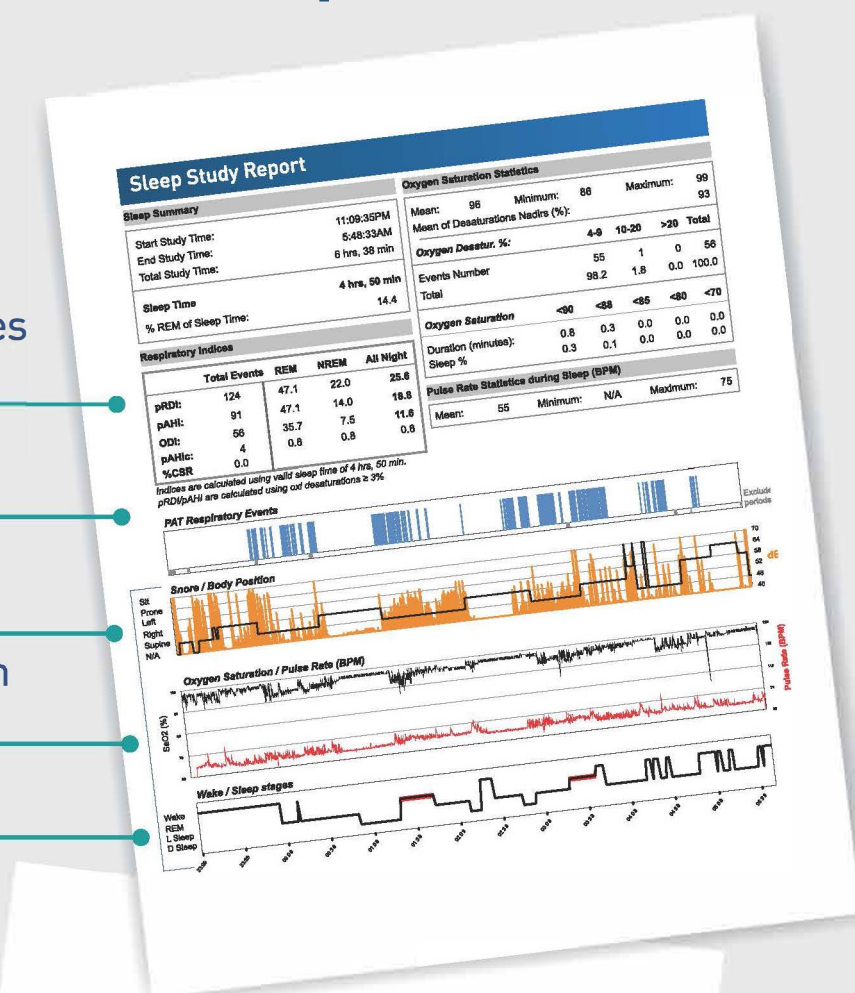 es
n
Sleep Study Report
Sleep Summary
Start Study Time: 11:09:35PM
End Study Time: 5:48:33AM
Total Study Time: 6 hrs, 38 min
Sleep Time 4 hrs, 50 min
% REM of Sleep Time: 14.4
Respiratory Indices
Total Events REM NREM All Night
pRDI: 124 47.1 22.0 25.6
pAHI: 91 47.1 14.0 18.8
ODI: 56 35.7 7.5 11.6
pAHIc: 4 0.8 0.8 0.8
%CSR 0.0
Indices are calculated using valid sleep time of 4 hrs, 50 min.
pRDI/pAHI are calculated using oxi desaturations ≥ 3%
Oxygen Saturation Statistics
Mean: 96 Minimum: 86 Maximum: 99
Mean of Desaturations Nadirs (%): 93
Oxygen Desatur. %: 4-9 10-20 >20 Total
Events Number 55 1 0 56
Total 98.2 1.8 0.0 100.0
Oxygen Saturation <90 <88 <85 <80 <70
Duration (minutes): 0.8 0.3 0.0 0.0 0.0
Sleep % 0.3 0.1 0.0 0.0 0.0
Pulse Rate Statistics during Sleep (BPM)
Mean: 55 Minimum: N/A Maximum: 75
PAT Respiratory Events
Exclude
periods
Snore / Body Position
Sit
Prone
Left
Right
Supine
N/A
70
64
58
52
46
40
dB
Oxygen Saturation / Pulse Rate (BPM)
SaO2 (%)
Pulse Rate (BPM)
Wake / Sleep stages
Wake
REM
L Sleep
D Sleep